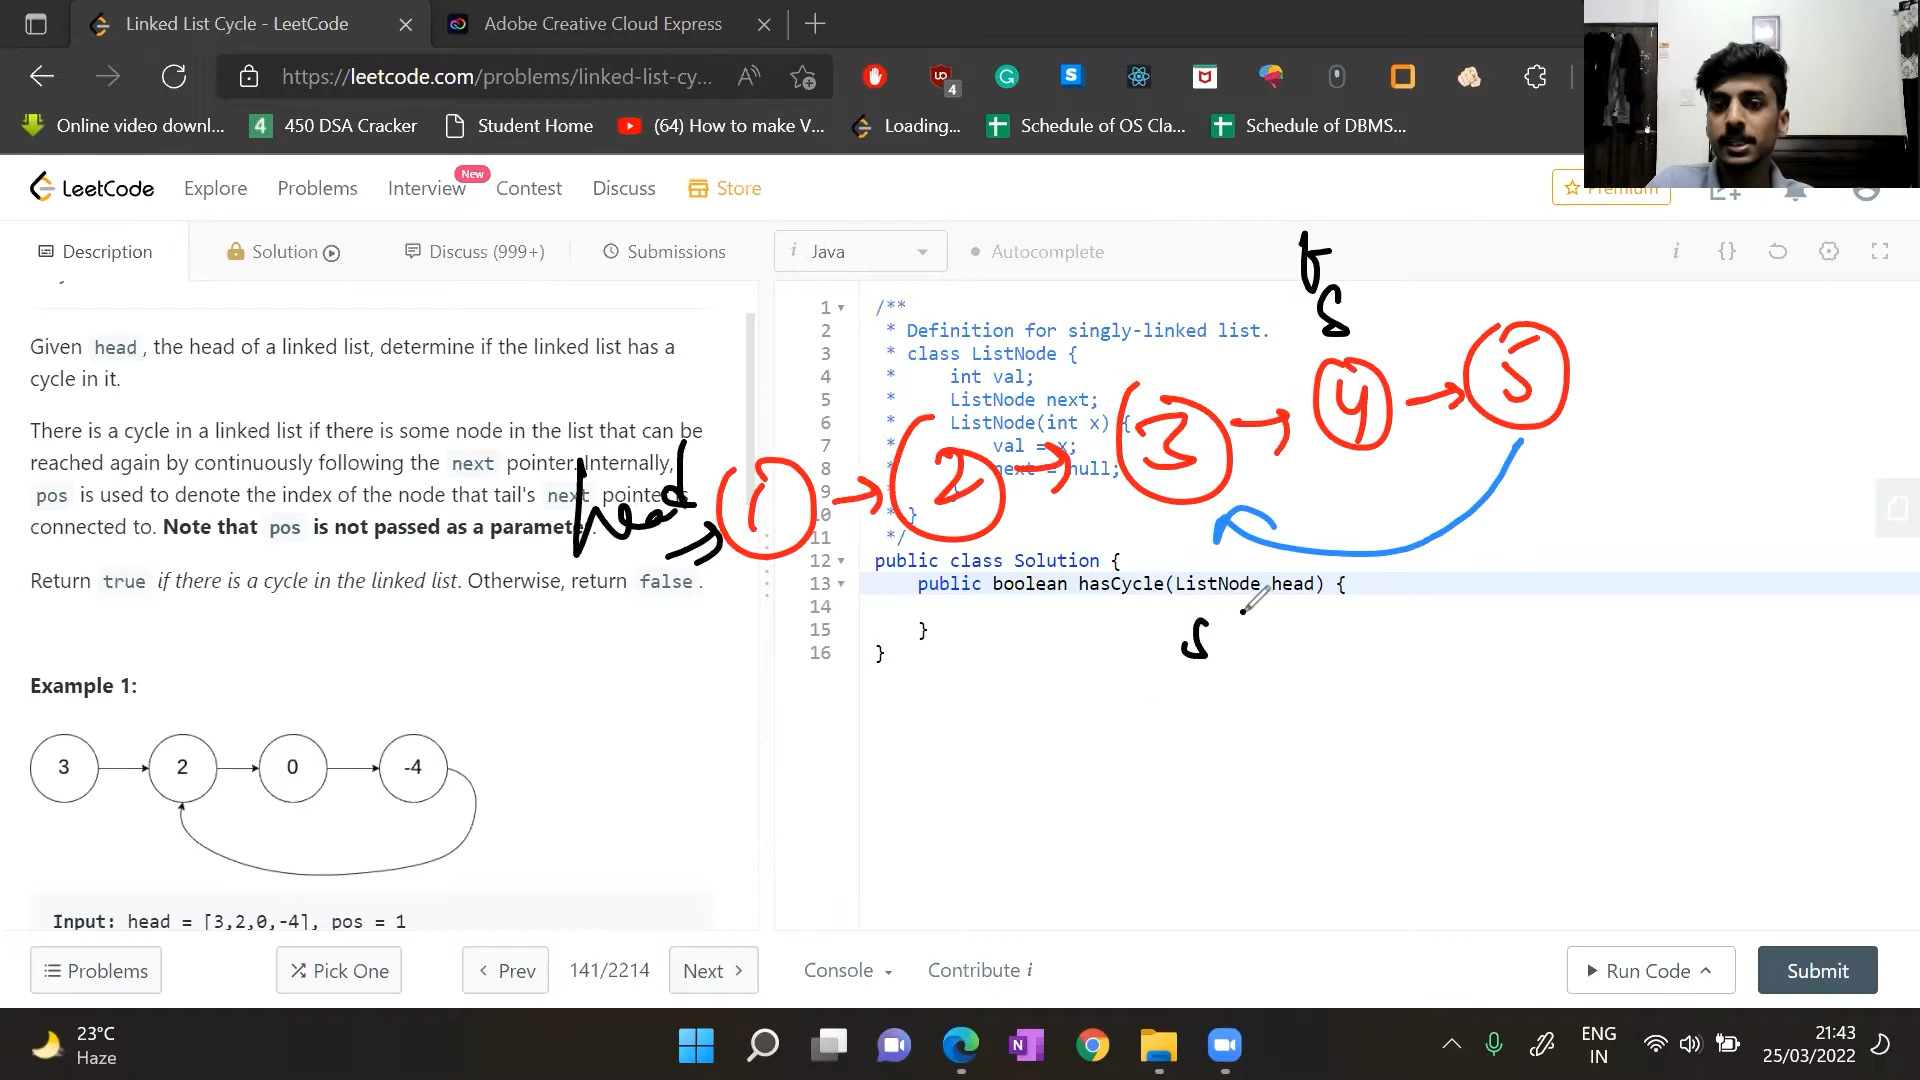 Linked List Cycle - LeetCode
Adobe Creative Cloud Express
https://leetcode.com/problems/linked-list-cy...
4
Online video downl...
4 450 DSA Cracker
Student Home
(64) How to make V...
Loading...
Schedule of OS Cla...
Schedule of DBMS...
LeetCode
Explore
Problems
Interview
New
Contest
Discuss
Store
Premium
Description
Solution
Discuss (999+)
Submissions
i Java
Autocomplete
Given head, the head of a linked list, determine if the linked list has a
cycle in it.
There is a cycle in a linked list if there is some node in the list that can be
reached again by continuously following the next pointer. Internally,
pos is used to denote the index of the node that tail's next pointer is
connected to. Note that pos is not passed as a parameter.
Return true if there is a cycle in the linked list. Otherwise, return false.
Example 1:
3 2 0 -4
Input: head = [3,2,0,-4], pos = 1
1 /**
2 * Definition for singly-linked list.
3 * class ListNode {
4 * int val;
5 * ListNode next;
6 * ListNode(int x) {
7 * val = x;
8 * next = null;
9 * }
10 * }
11 */
12 public class Solution {
13 public boolean hasCycle(ListNode head) {
14
15 }
16 }
head
1 2 3 4 5
f
S
S
Problems
Pick One
Prev
141/2214
Next
Console
Contribute i
Run Code
Submit
23°C
Haze
ENG
IN
21:43
25/03/2022